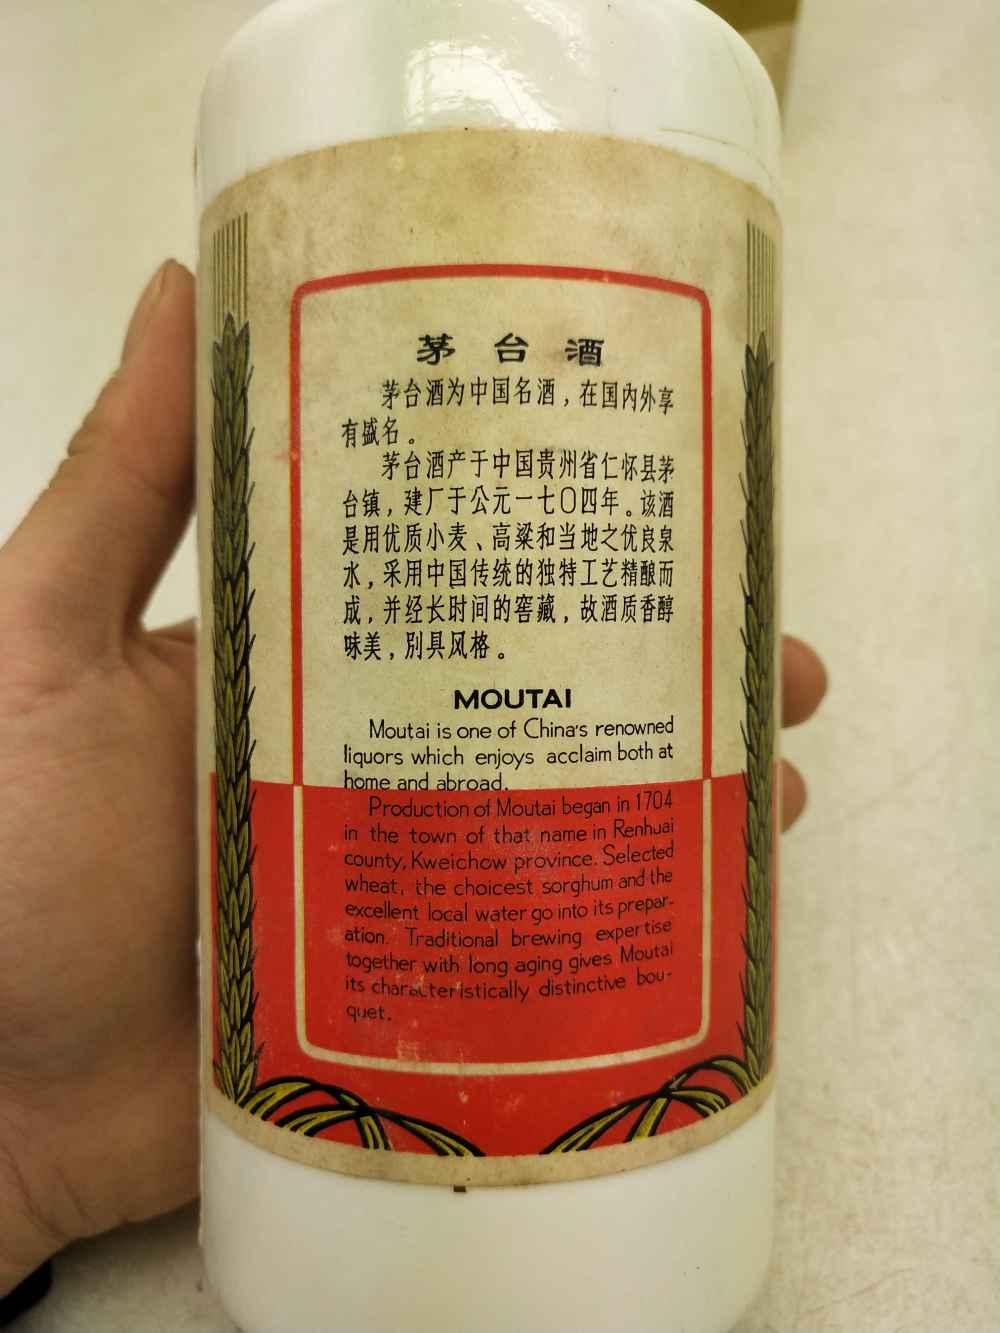 茅台酒
茅台酒为中国名酒，在国内外享
有盛名。
茅台酒产于中国贵州省仁怀县茅
台镇，建厂于公元一七〇四年。该酒
是用优质小麦、高粱和当地之优良泉
水，采用中国传统的独特工艺精酿而
成，并经长时间的窖藏，故酒质香醇
味美，别具风格。
MOUTAI
Moutai is one of China's renowned
liquors which enjoys acclaim both at
home and abroad.
Production of Moutai began in 1704
in the town of that name in Renhuai
county, Kweichow province. Selected
wheat, the choicest sorghum and the
excellent local water go into its prepar-
ation. Traditional brewing expertise
together with long aging gives Moutai
its characteristically distinctive bou-
quet.